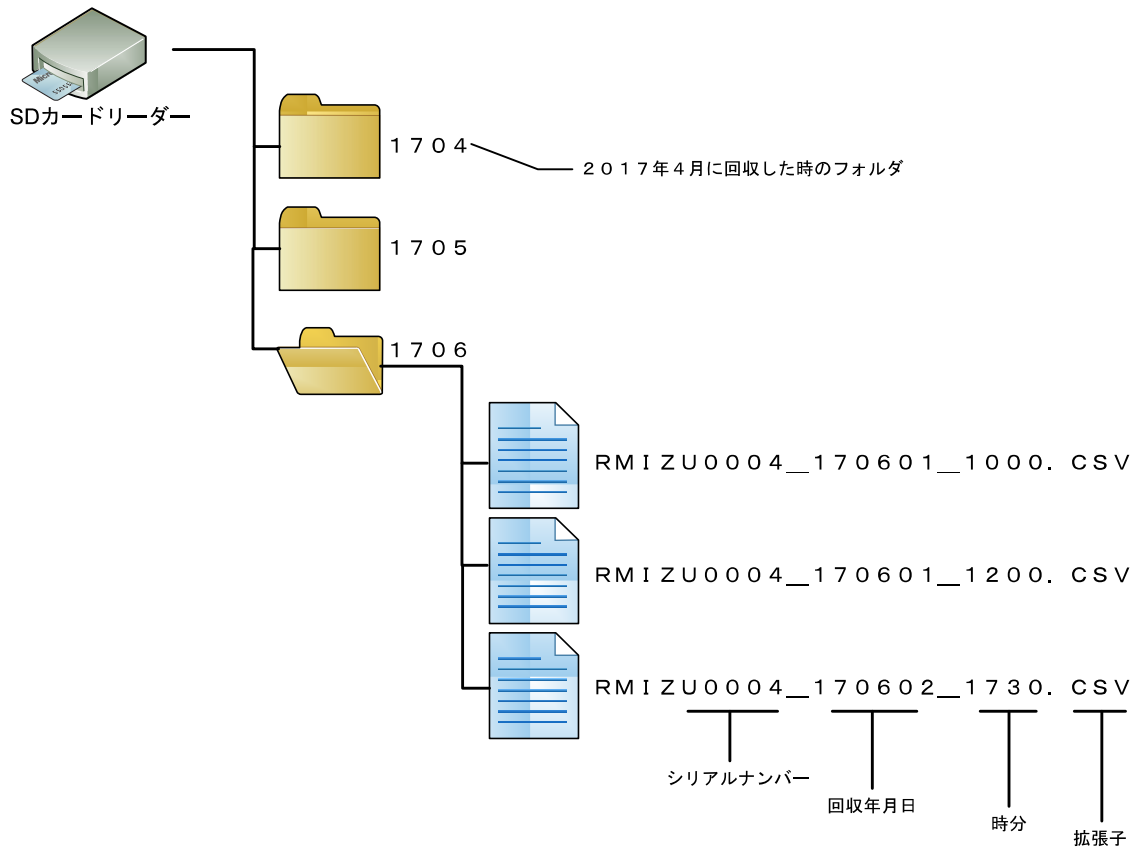 Micr
SDカードリーダー
1704
2017年4月に回収した時のフォルダ
1705
1706
RMIZU0004_170601_1000.CSV
RMIZU0004_170601_1200.CSV
RMIZU0004_170602_1730.CSV
シリアルナンバー
回収年月日
時分
拡張子